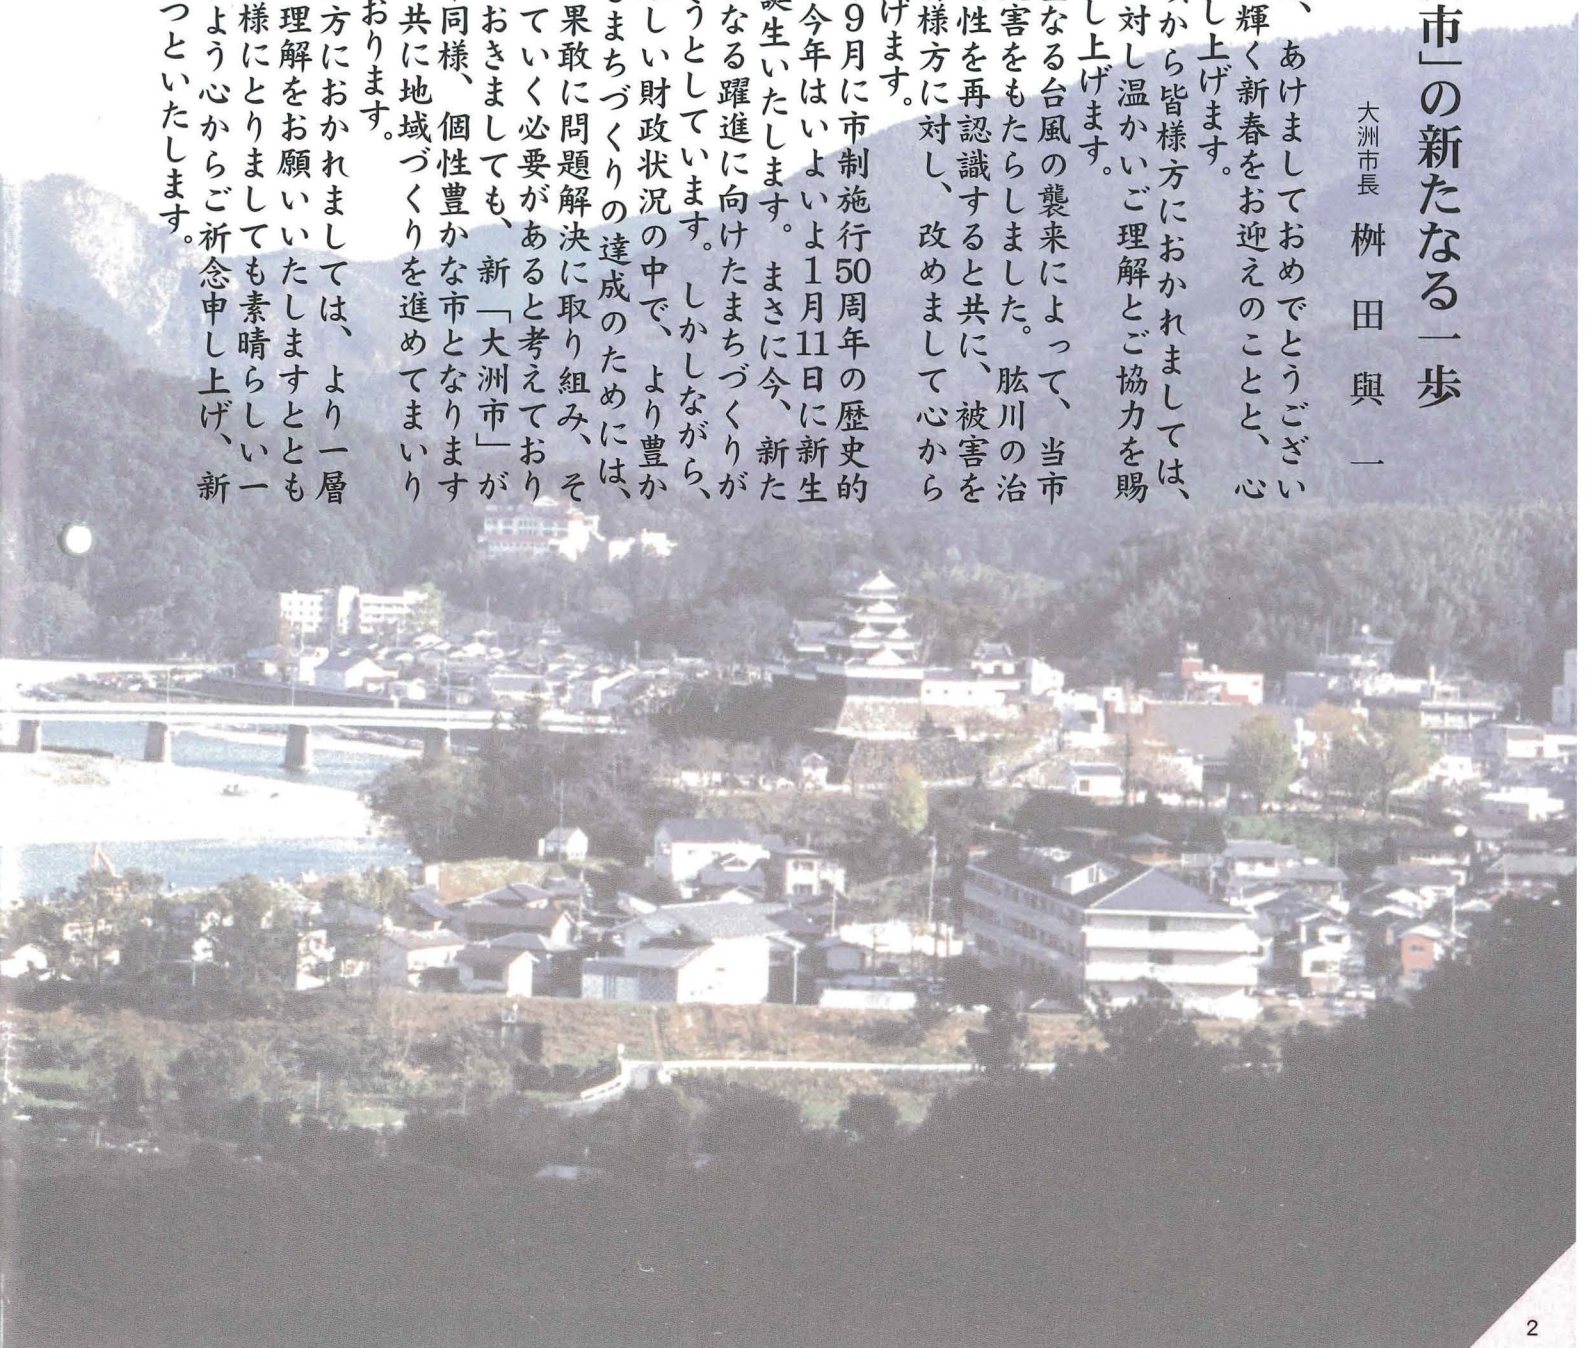 市」の新たなる一歩
大洲市長 桝田與一
、あけましておめでとうござい
輝く新春をお迎えのことと、心
し上げます。
から皆様方におかれましては、
対し温かいご理解とご協力を賜
し上げます。
なる台風の襲来によって、当市
害をもたらしました。肱川の治
性を再認識すると共に、被害を
様方に対し、改めまして心から
げます。
9月に市制施行50周年の歴史的
今年はいよいよ1月11日に新生
誕生いたします。まさに今、新た
なる躍進に向けたまちづくりが
うとしています。しかしながら、
しい財政状況の中で、より豊か
まちづくりの達成のためには、
果敢に問題解決に取り組み、そ
ていく必要があると考えており
おきましても、新「大洲市」が
同様、個性豊かな市となります
共に地域づくりを進めてまいり
おります。
方におかれましては、より一層
理解をお願いいたしますととも
様にとりましても素晴らしい一
よう心からご祈念申し上げ、新
つといたします。
2